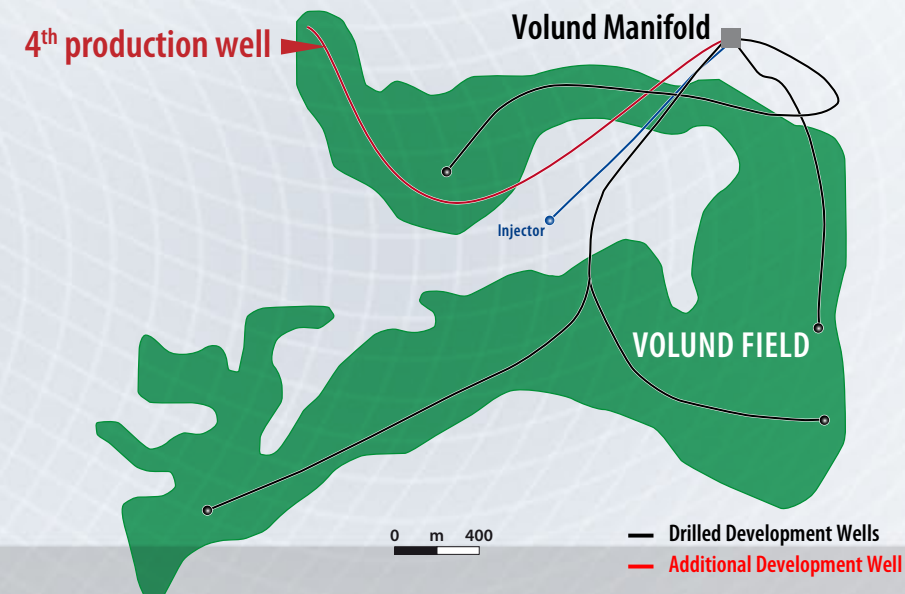 4th production well
Volund Manifold
Injector
VOLUND FIELD
0 m 400
Drilled Development Wells
Additional Development Well